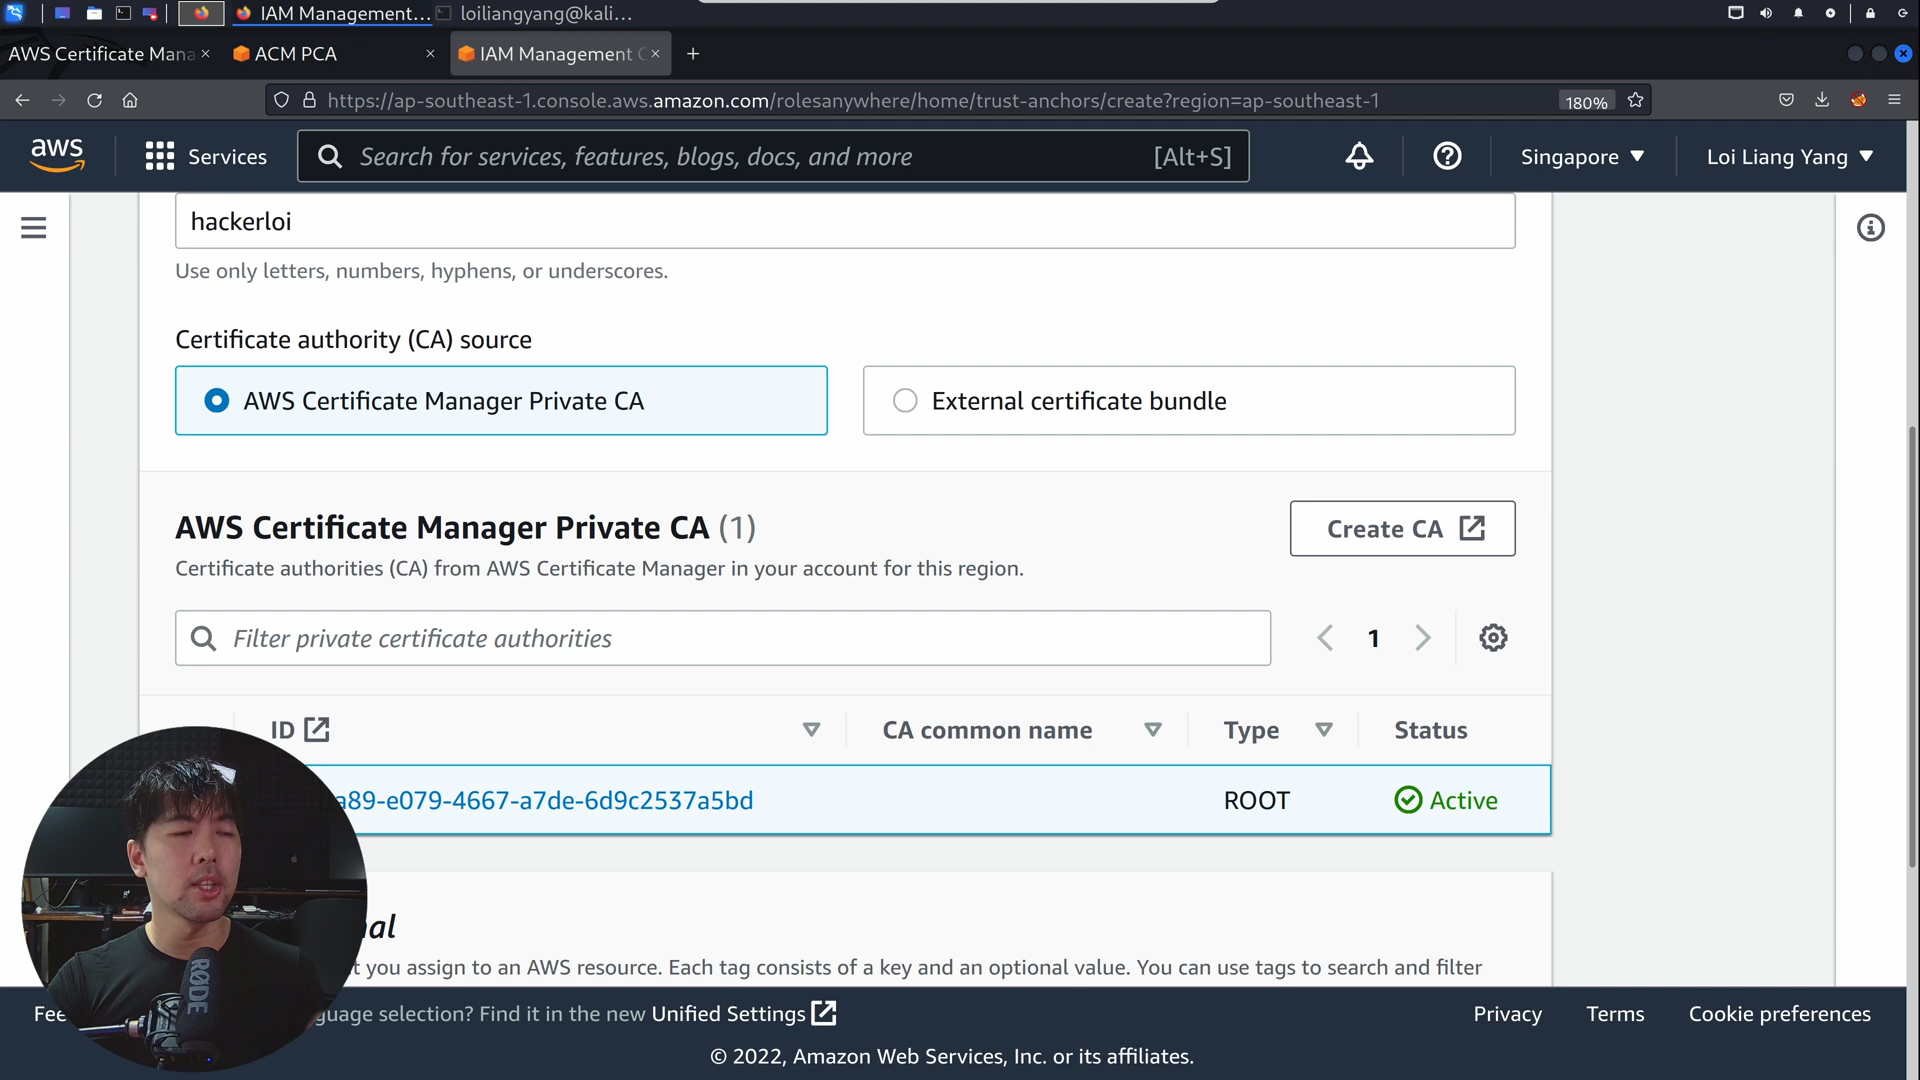 IAM Management... loiliangyang@kali...
AWS Certificate Mana ACM PCA IAM Management
https://ap-southeast-1.console.aws.amazon.com/rolesanywhere/home/trust-anchors/create?region=ap-southeast-1 180%
aws Services Search for services, features, blogs, docs, and more [Alt+S] Singapore Loi Liang Yang
hackerloi
Use only letters, numbers, hyphens, or underscores.
Certificate authority (CA) source
AWS Certificate Manager Private CA External certificate bundle
AWS Certificate Manager Private CA (1) Create CA
Certificate authorities (CA) from AWS Certificate Manager in your account for this region.
Filter private certificate authorities 1
ID CA common name Type Status
a89-e079-4667-a7de-6d9c2537a5bd ROOT Active
nal
t you assign to an AWS resource. Each tag consists of a key and an optional value. You can use tags to search and filter
Fee guage selection? Find it in the new Unified Settings Privacy Terms Cookie preferences
© 2022, Amazon Web Services, Inc. or its affiliates.
RØDE